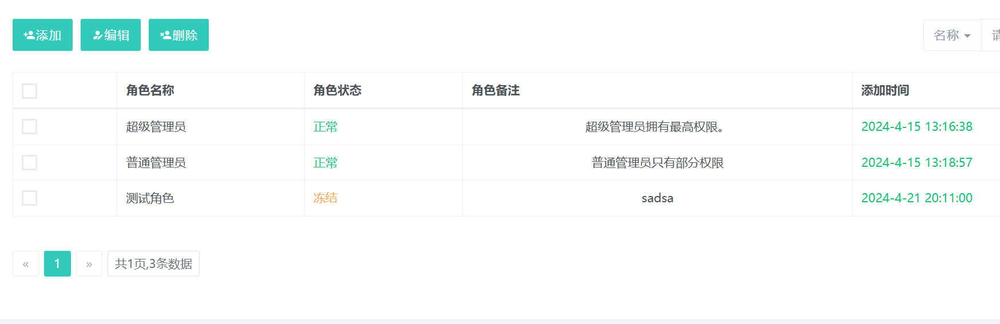 添加 编辑 删除 名称 请
角色名称 角色状态 角色备注 添加时间
超级管理员 正常 超级管理员拥有最高权限。 2024-4-15 13:16:38
普通管理员 正常 普通管理员只有部分权限 2024-4-15 13:18:57
测试角色 冻结 sadsa 2024-4-21 20:11:00
« 1 » 共1页,3条数据